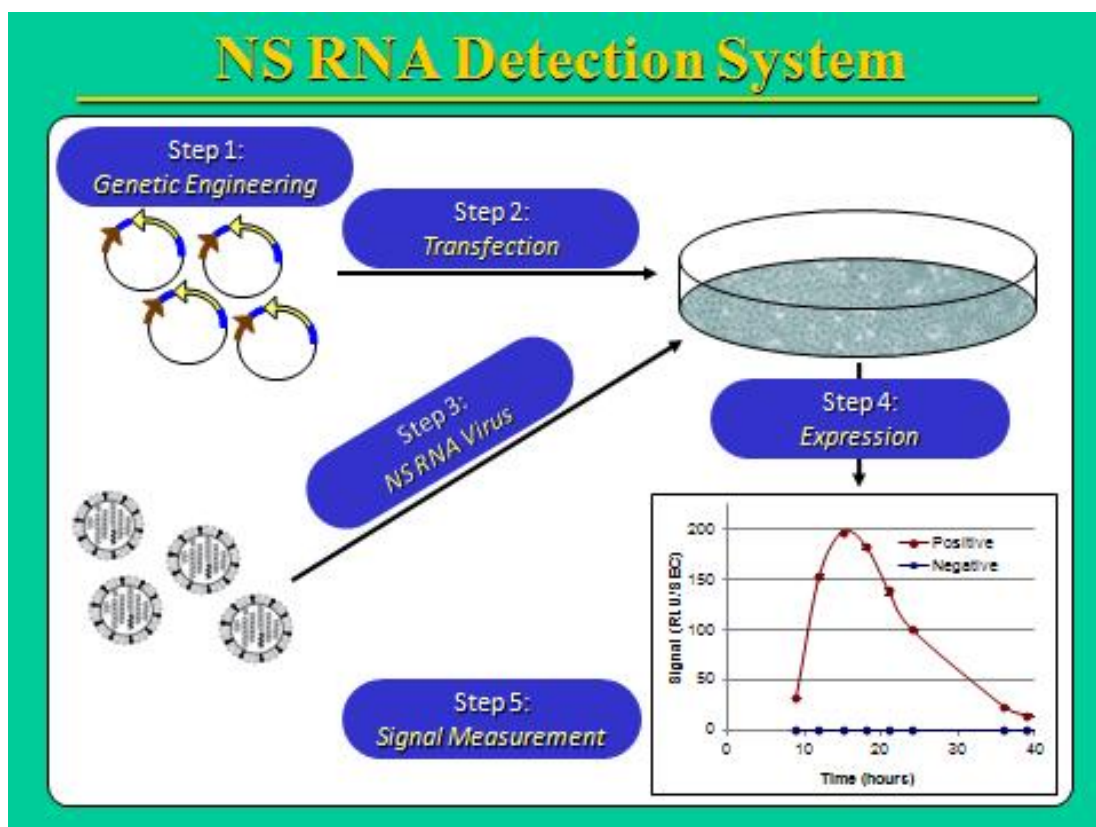 NS RNA Detection System
Step 1:
Genetic Engineering
Step 2:
Transfection
Step 3:
NS RNA Virus
Step 4:
Expression
Signal (RLU/SEC)
200
150
100
50
0
Positive
Negative
0
10
20
30
40
Time (hours)
Step 5:
Signal Measurement